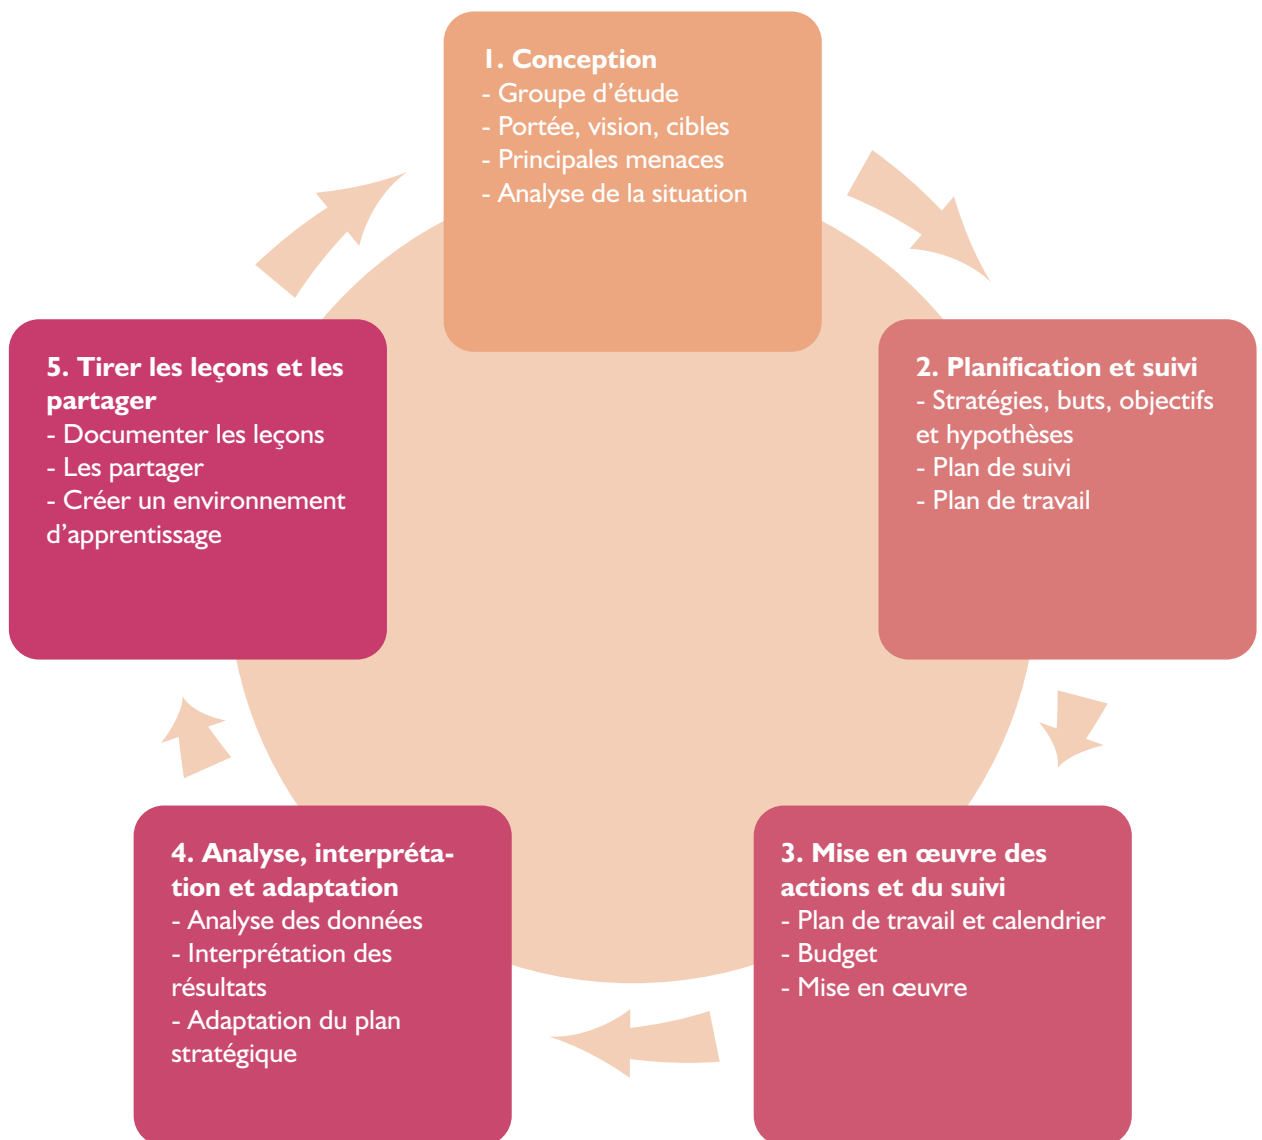 1. Conception
- Groupe d’étude
- Portée, vision, cibles
- Principales menaces
- Analyse de la situation
2. Planification et suivi
- Stratégies, buts, objectifs
et hypothèses
- Plan de suivi
- Plan de travail
3. Mise en œuvre des
actions et du suivi
- Plan de travail et calendrier
- Budget
- Mise en œuvre
4. Analyse, interpréta-
tion et adaptation
- Analyse des données
- Interprétation des
résultats
- Adaptation du plan
stratégique
5. Tirer les leçons et les
partager
- Documenter les leçons
- Les partager
- Créer un environnement
d’apprentissage